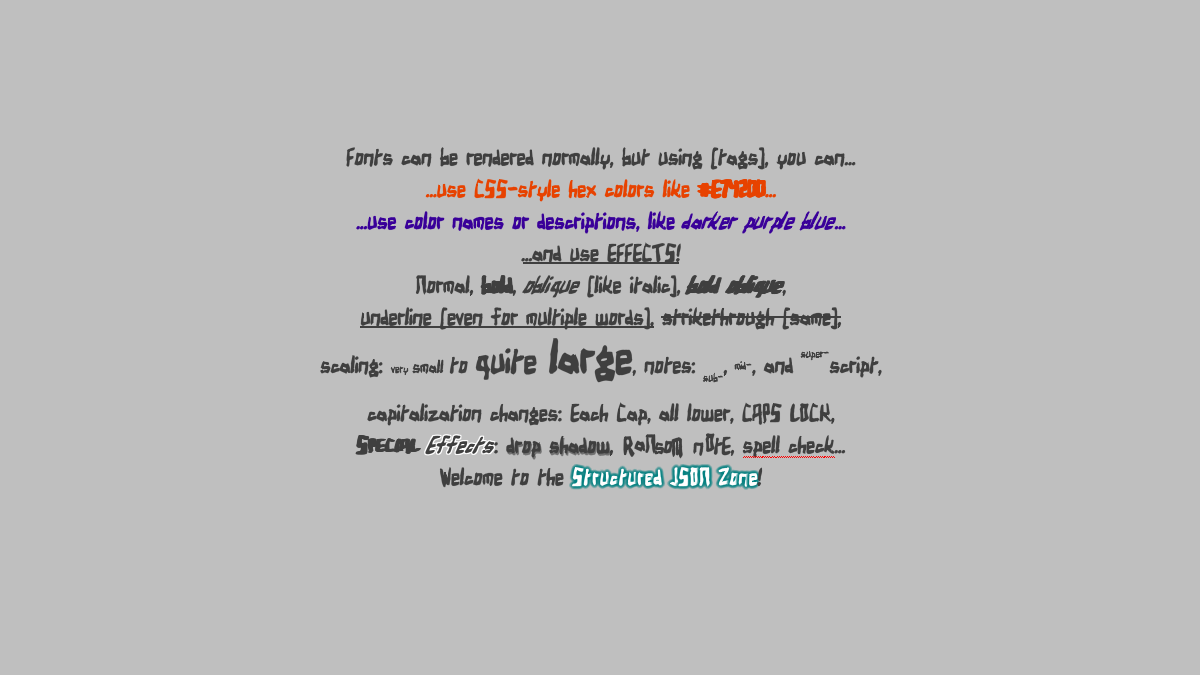 Fonts can be rendered normally, but using [tags], you can...
...use CSS-style hex colors like #E74200...
...use color names or descriptions, like darker purple blue...
...and use EFFECTS!
Normal, bold, oblique [like italic], bold oblique,
underline [even for multiple words], strikethrough [same],
scaling: very small to quite large, notes: sub-, mid-, and super-script,
capitalization changes: Each Cap, all lower, CAPS LOCK,
SPECIAL Effects: drop shadow, RaNsoM nOtE, spell check...
Welcome to the Structured JSON Zone!